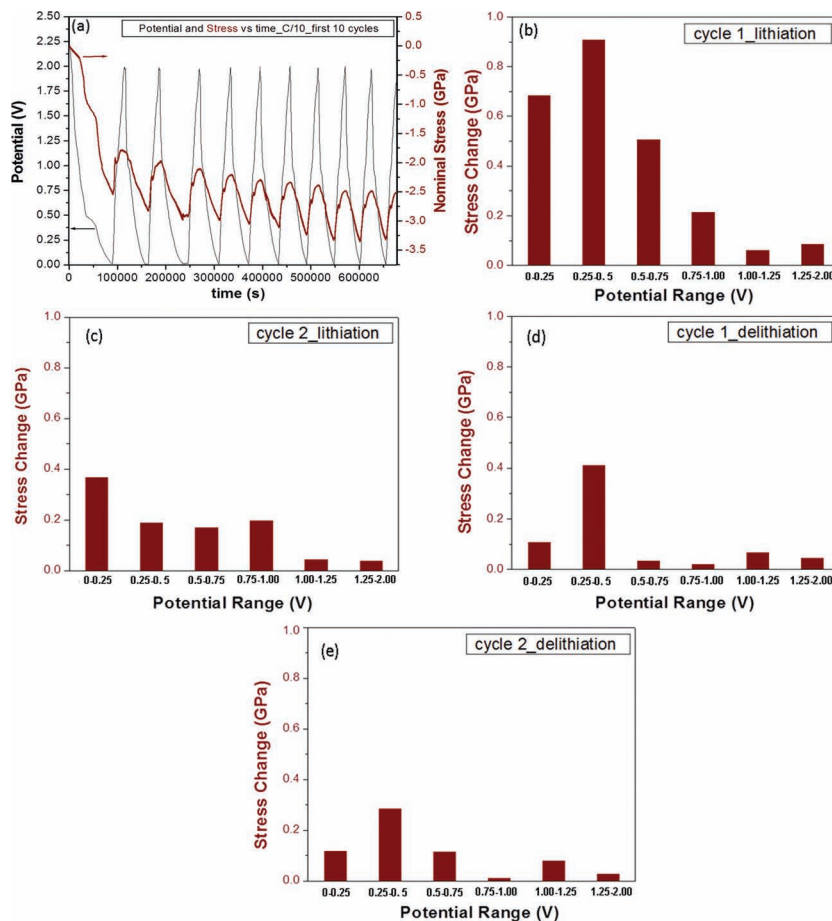 (a)
Potential and Stress vs time_C/10_first 10 cycles
2.50
2.25
2.00
1.75
1.50
1.25
1.00
0.75
0.50
0.25
0.00
Potential (V)
0.5
0.0
-0.5
-1.0
-1.5
-2.0
-2.5
-3.0
-3.5
Nominal Stress (GPa)
0 100000 200000 300000 400000 500000 600000
time (s)
(b)
cycle 1_lithiation
1.0
0.8
0.6
0.4
0.2
0.0
Stress Change (GPa)
0-0.25 0.25-0.5 0.5-0.75 0.75-1.00 1.00-1.25 1.25-2.00
Potential Range (V)
(c)
cycle 2_lithiation
1.0
0.8
0.6
0.4
0.2
0.0
Stress Change (GPa)
0-0.25 0.25-0.5 0.5-0.75 0.75-1.00 1.00-1.25 1.25-2.00
Potential Range (V)
(d)
cycle 1_delithiation
1.0
0.8
0.6
0.4
0.2
0.0
Stress Change (GPa)
0-0.25 0.25-0.5 0.5-0.75 0.75-1.00 1.00-1.25 1.25-2.00
Potential Range (V)
(e)
cycle 2_delithiation
1.0
0.8
0.6
0.4
0.2
0.0
Stress Change (GPa)
0-0.25 0.25-0.5 0.5-0.75 0.75-1.00 1.00-1.25 1.25-2.00
Potential Range (V)